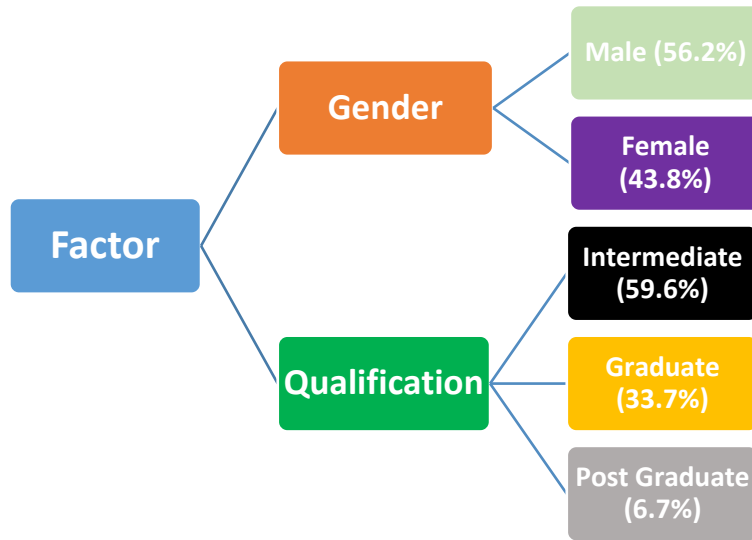 Factor
Gender
Male (56.2%)
Female
(43.8%)
Qualification
Intermediate
(59.6%)
Graduate
(33.7%)
Post Graduate
(6.7%)